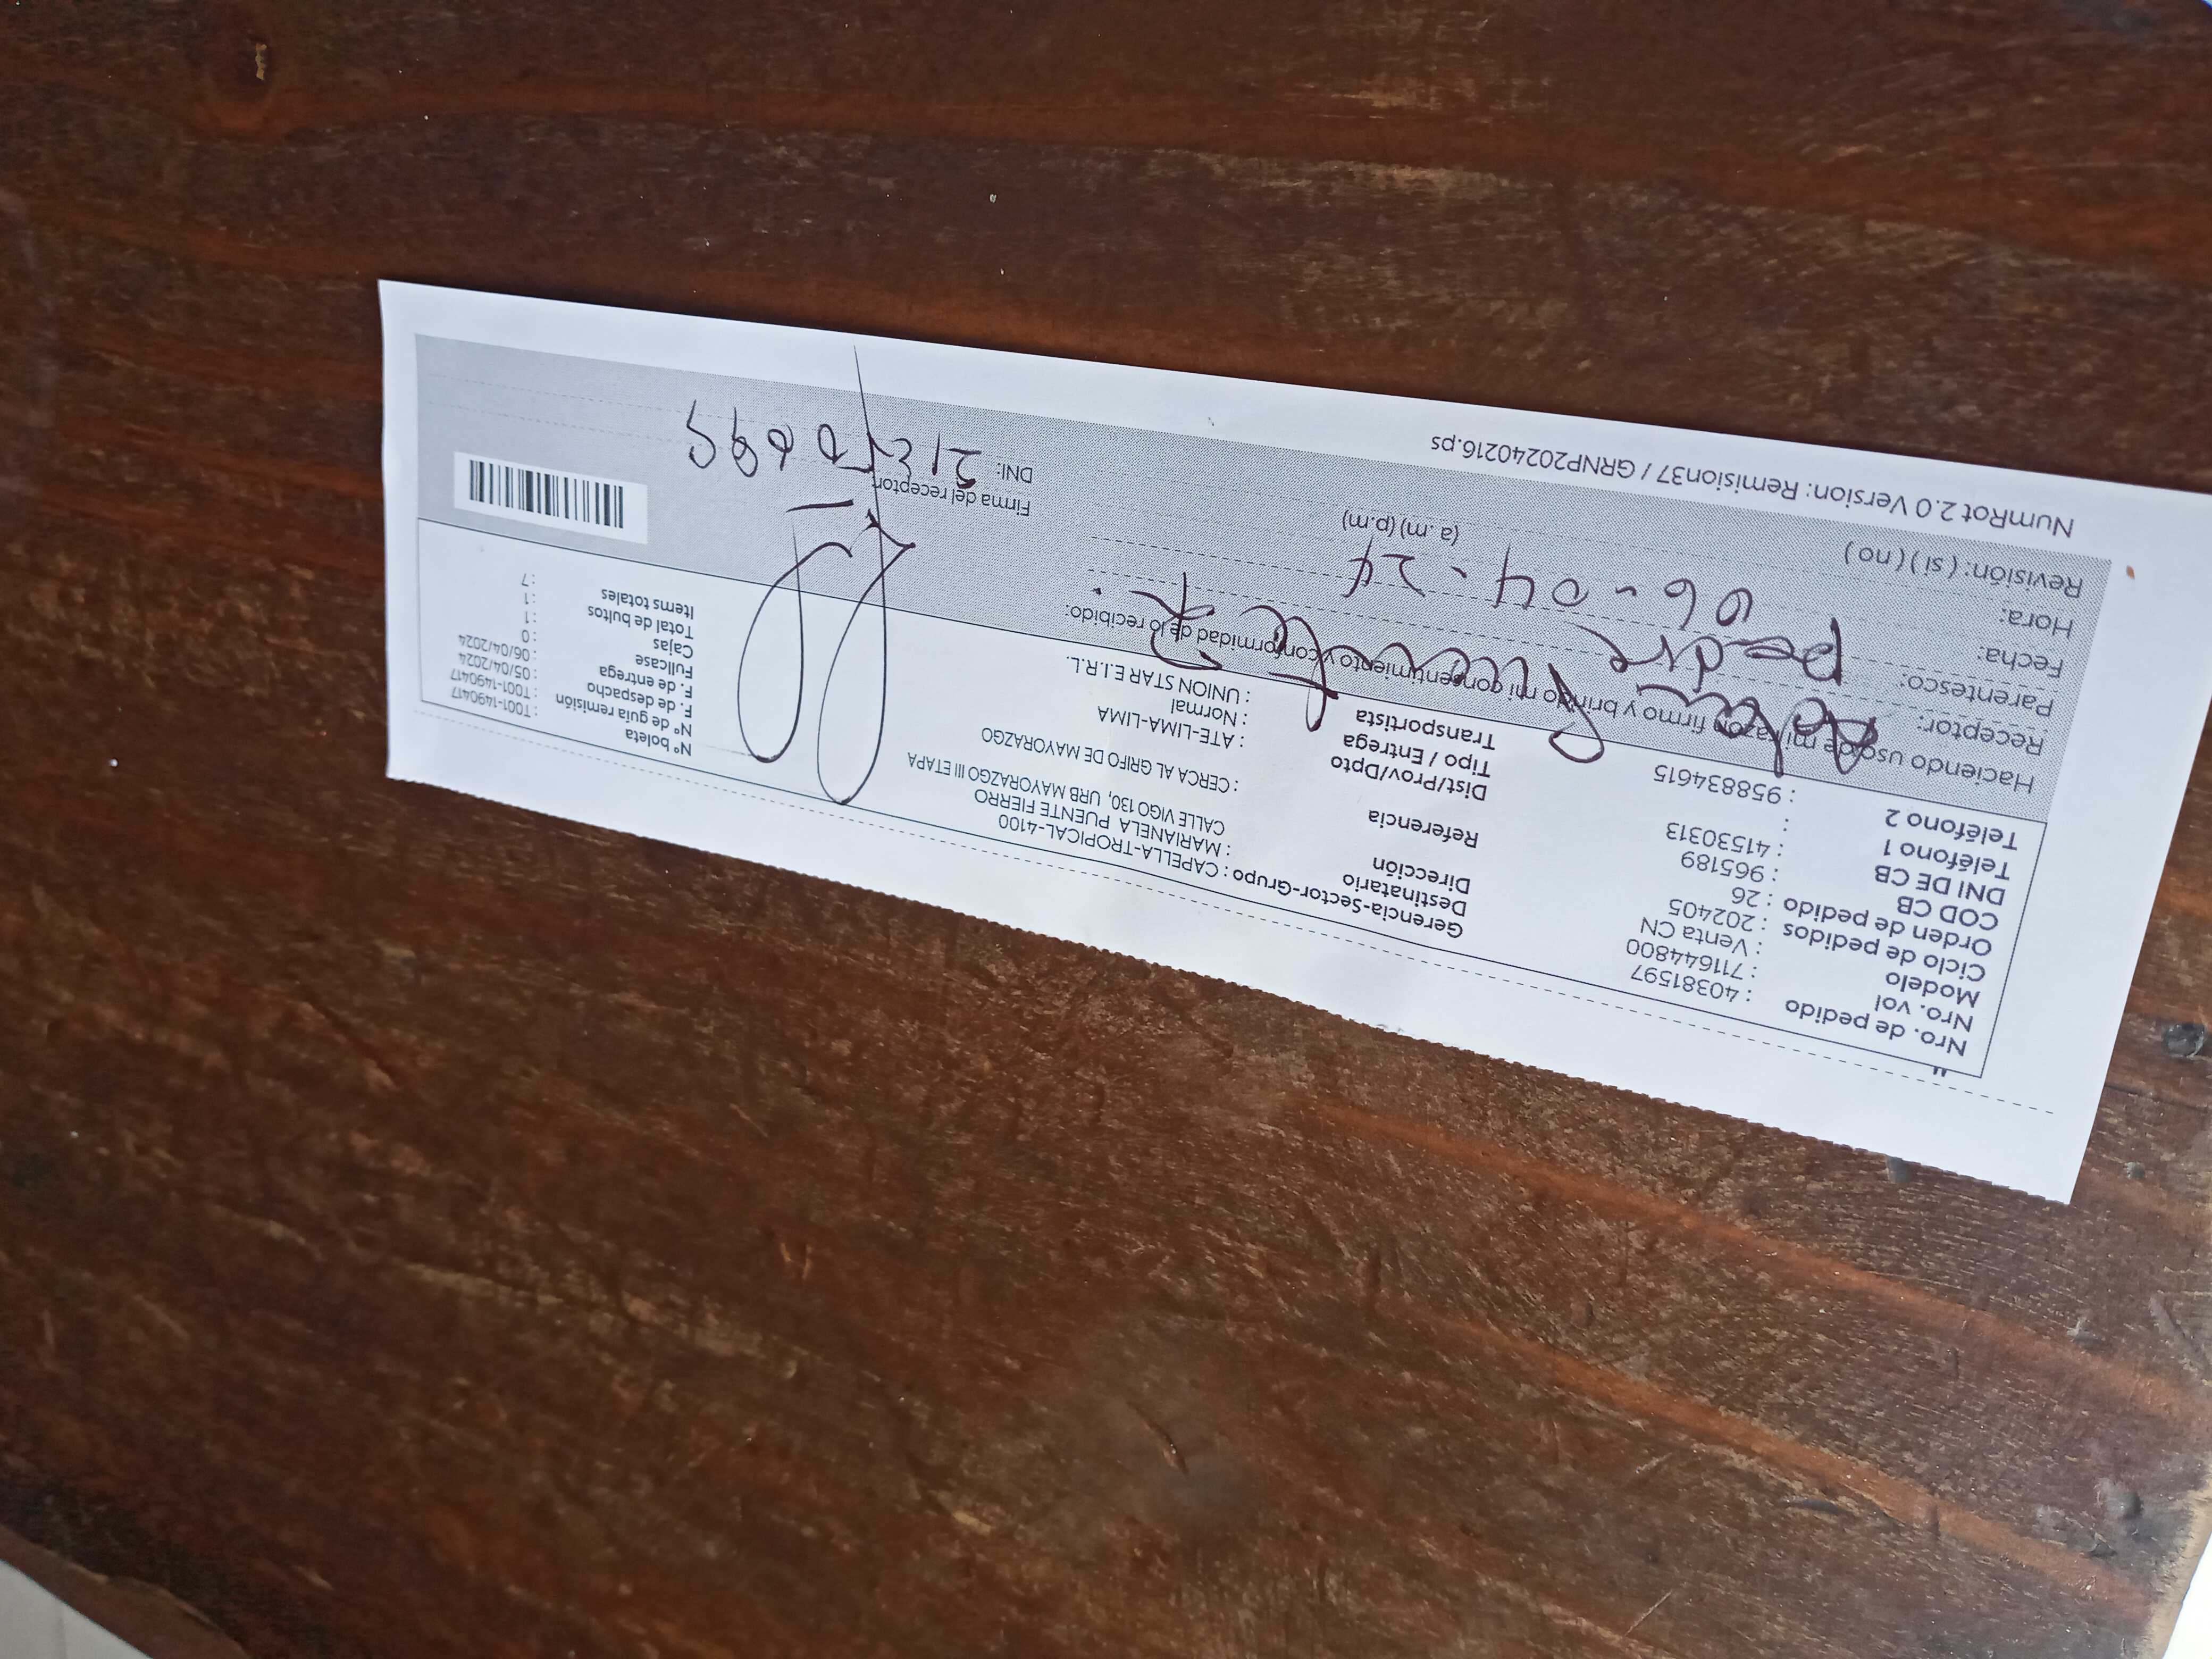 Nro. de pedido : 40381597
Nro. vol : 711644800
Modelo : Venta CN
Ciclo de pedidos : 202405
Orden de pedido : 26
COD CB : 965189
DNI DE CB : 41530313
Teléfono 1 :
Teléfono 2 : 958834615
Gerencia-Sector-Grupo : CAPELLA-TROPICAL-4100
Destinatario : MARIANELA PUENTE FIERRO
Dirección CALLE VIGO 130, URB MAYORAZGO III ETAPA
Referencia : CERCA AL GRIFO DE MAYORAZGO
Dist/Prov/Dpto : ATE-LIMA-LIMA
Tipo / Entrega : Normal
Transportista : UNION STAR E.I.R.L.
N° boleta : T001-1490417
N° de guía remisión : T001-1490417
F. de despacho : 05/04/2024
F. de entrega : 06/04/2024
Fullcase : 0
Cajas : 1
Total de bultos : 1
Items totales : 7
Haciendo uso de mi razón firmo y brindo mi consentimiento y conformidad de lo recibido:
Receptor:
Parentesco: Padre
Fecha: 06-04-24
Hora: (a.m) (p.m)
Revisión: (si) (no)
Firma del receptor:
DNI:
NumRot 2.0 Version: Remision37 / GRNP20240216.ps